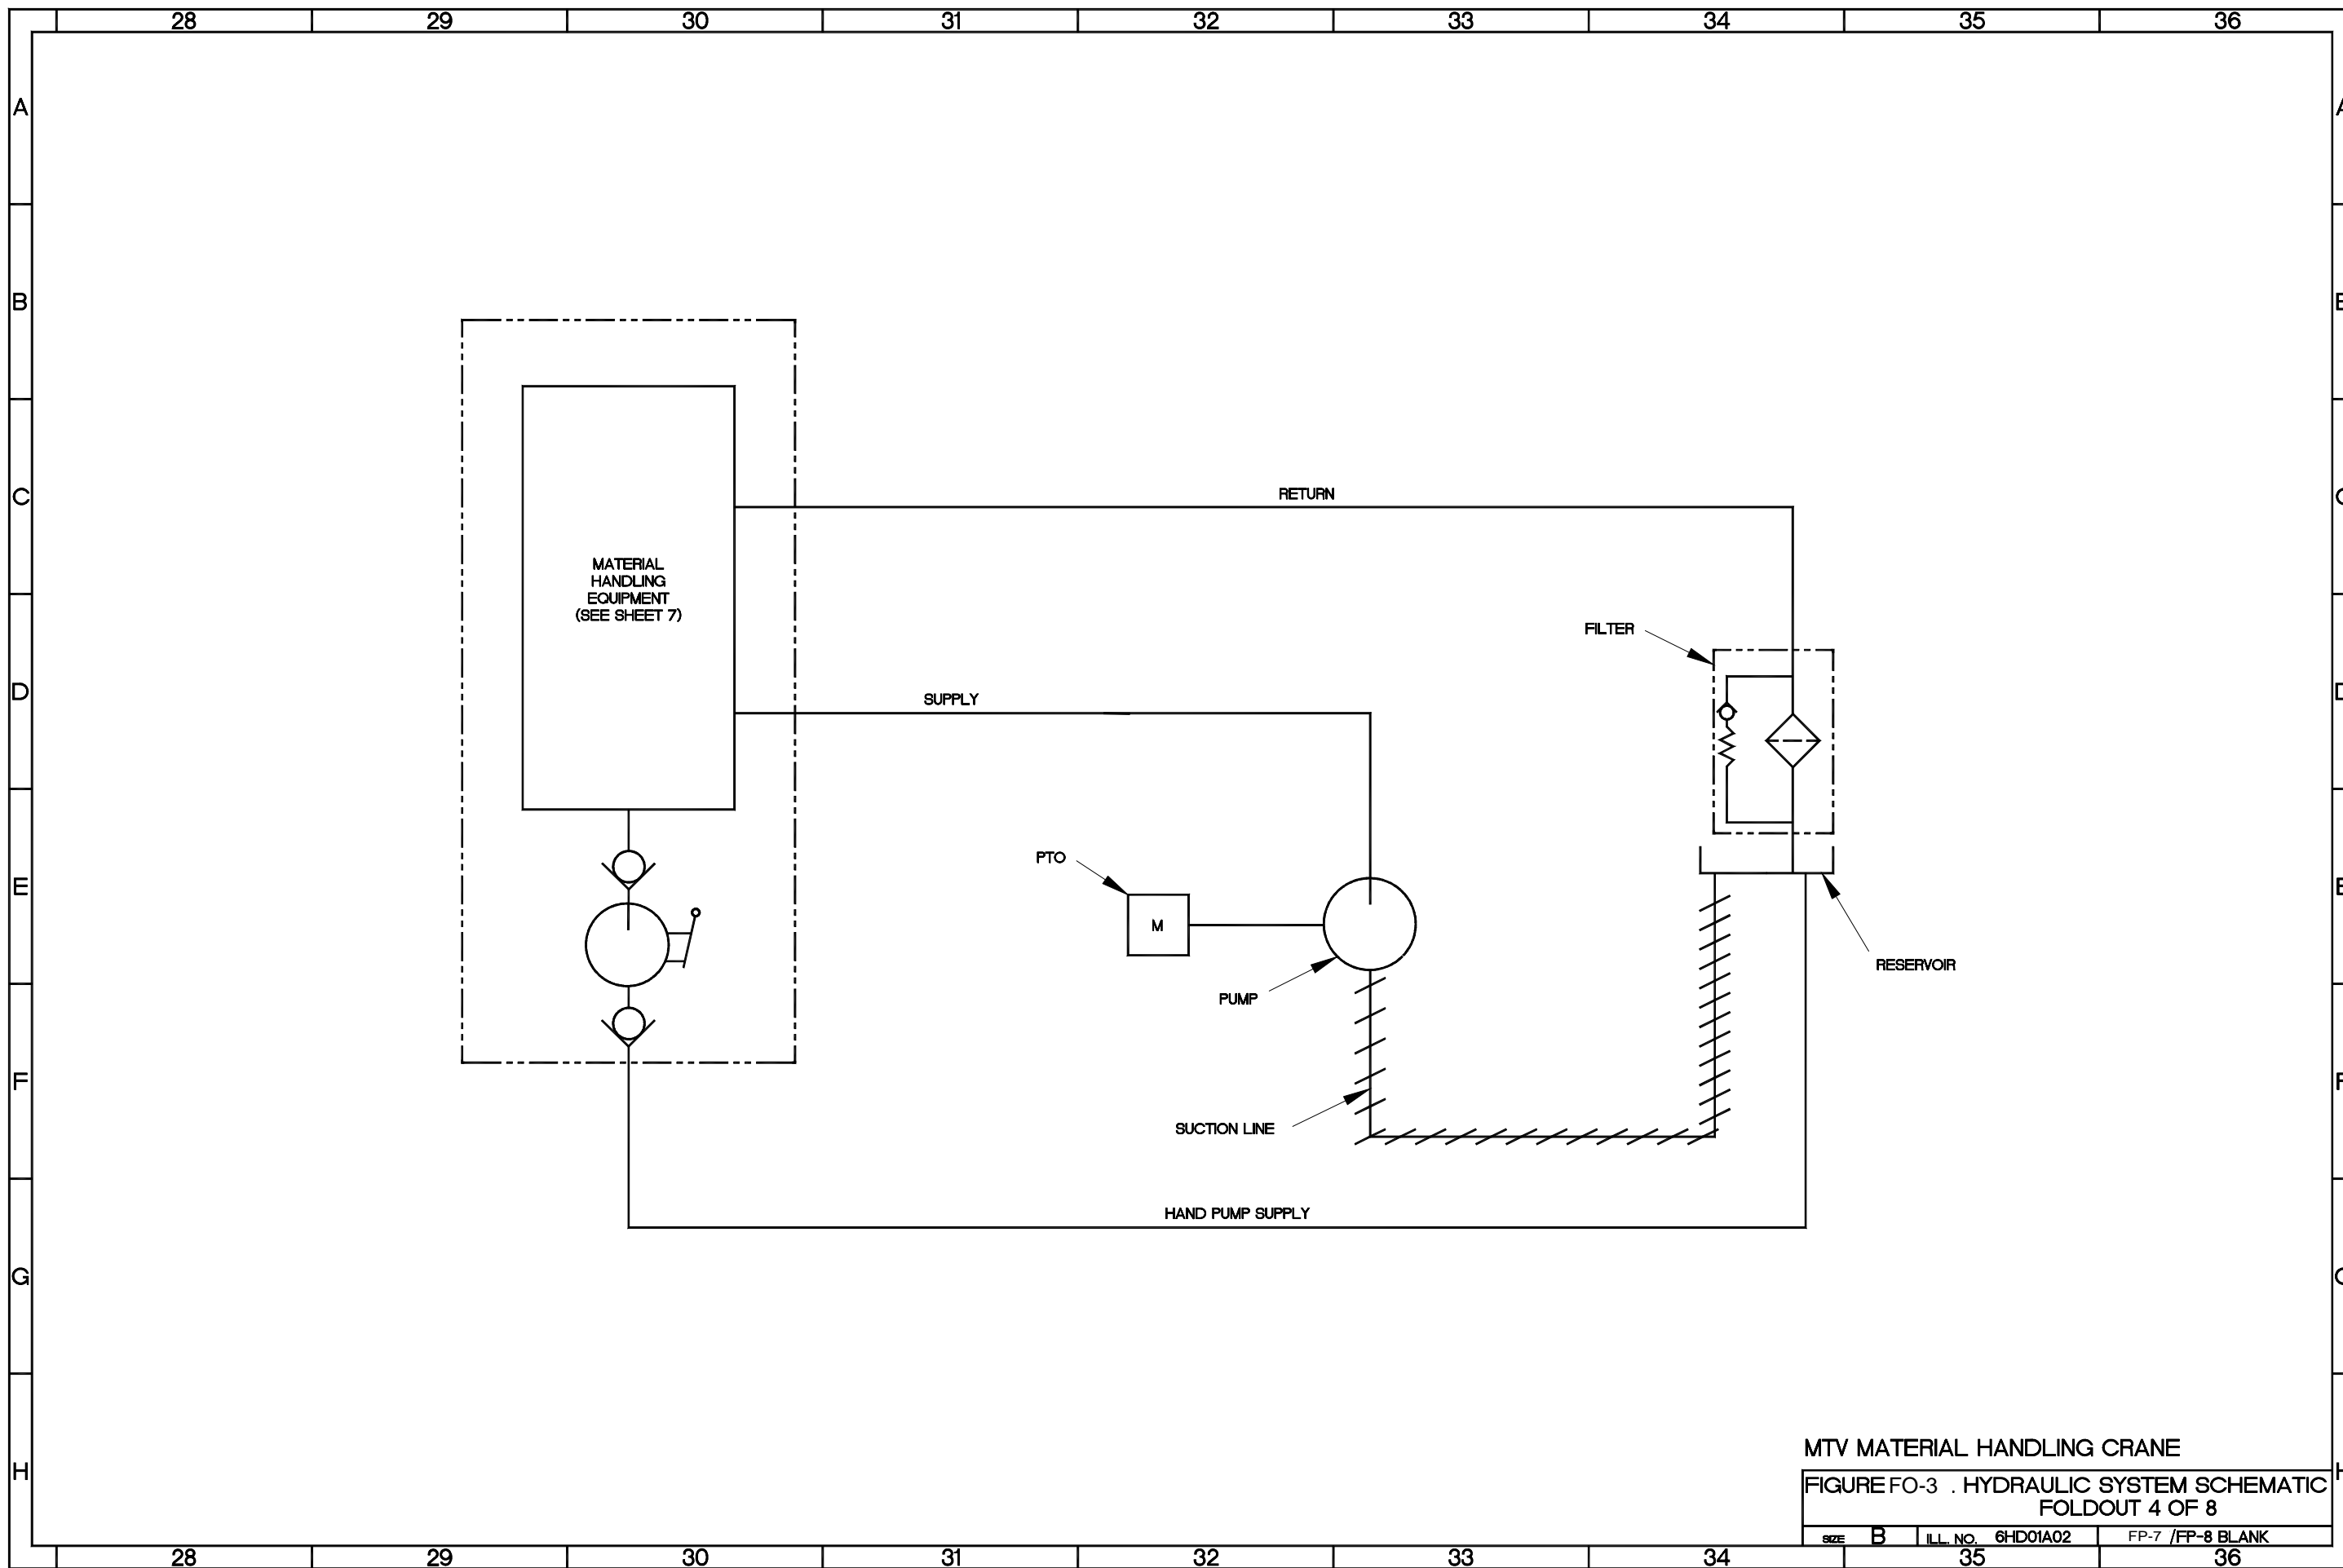 28 29 30 31 32 33 34 35 36
A A
B B
RETURN
C C
MATERIAL
HANDLING
EQUIPMENT
(SEE SHEET 7)
FILTER
SUPPLY
D D
PTO
E E
M
RESERVOIR
PUMP
F F
SUCTION LINE
HAND PUMP SUPPLY
G G
MTV MATERIAL HANDLING CRANE
H H
FIGURE FO-3 . HYDRAULIC SYSTEM SCHEMATIC
FOLDOUT 4 OF 8
SIZE B ILL. NO. 6HD01A02 FP-7 /FP-8 BLANK
28 29 30 31 32 33 34 35 36